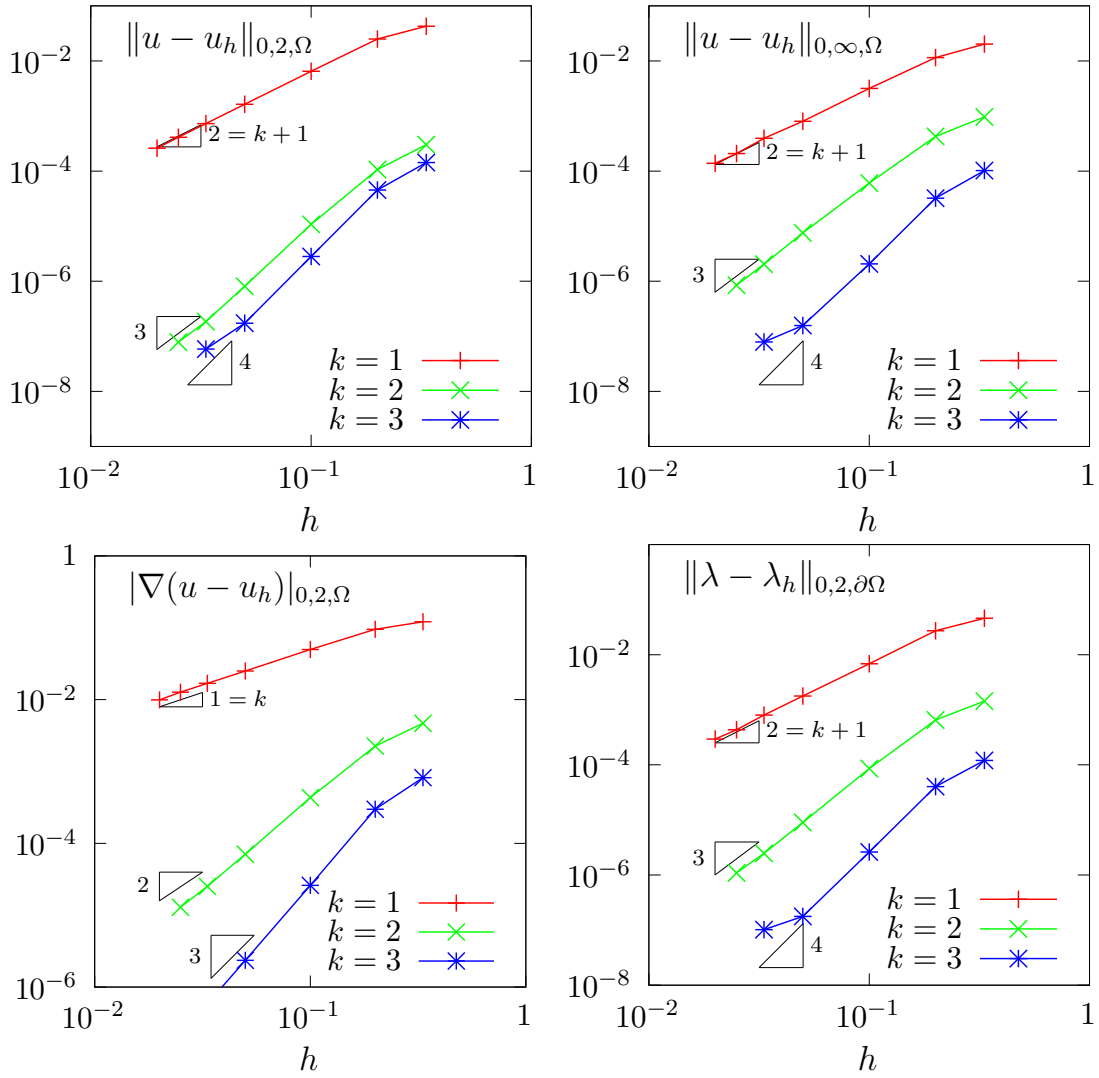 ‖u − u_h‖_{0,2,Ω}
10^{−2}
10^{−4}
10^{−6}
10^{−8}
2 = k + 1
3
4
k = 1
k = 2
k = 3
10^{−2} 10^{−1} 1
h
‖u − u_h‖_{0,∞,Ω}
10^{−2}
10^{−4}
10^{−6}
10^{−8}
2 = k + 1
3
4
k = 1
k = 2
k = 3
10^{−2} 10^{−1} 1
h
|∇(u − u_h)|_{0,2,Ω}
1
10^{−2}
10^{−4}
10^{−6}
1 = k
2
3
k = 1
k = 2
k = 3
10^{−2} 10^{−1} 1
h
‖λ − λ_h‖_{0,2,∂Ω}
10^{−2}
10^{−4}
10^{−6}
10^{−8}
2 = k + 1
3
4
k = 1
k = 2
k = 3
10^{−2} 10^{−1} 1
h